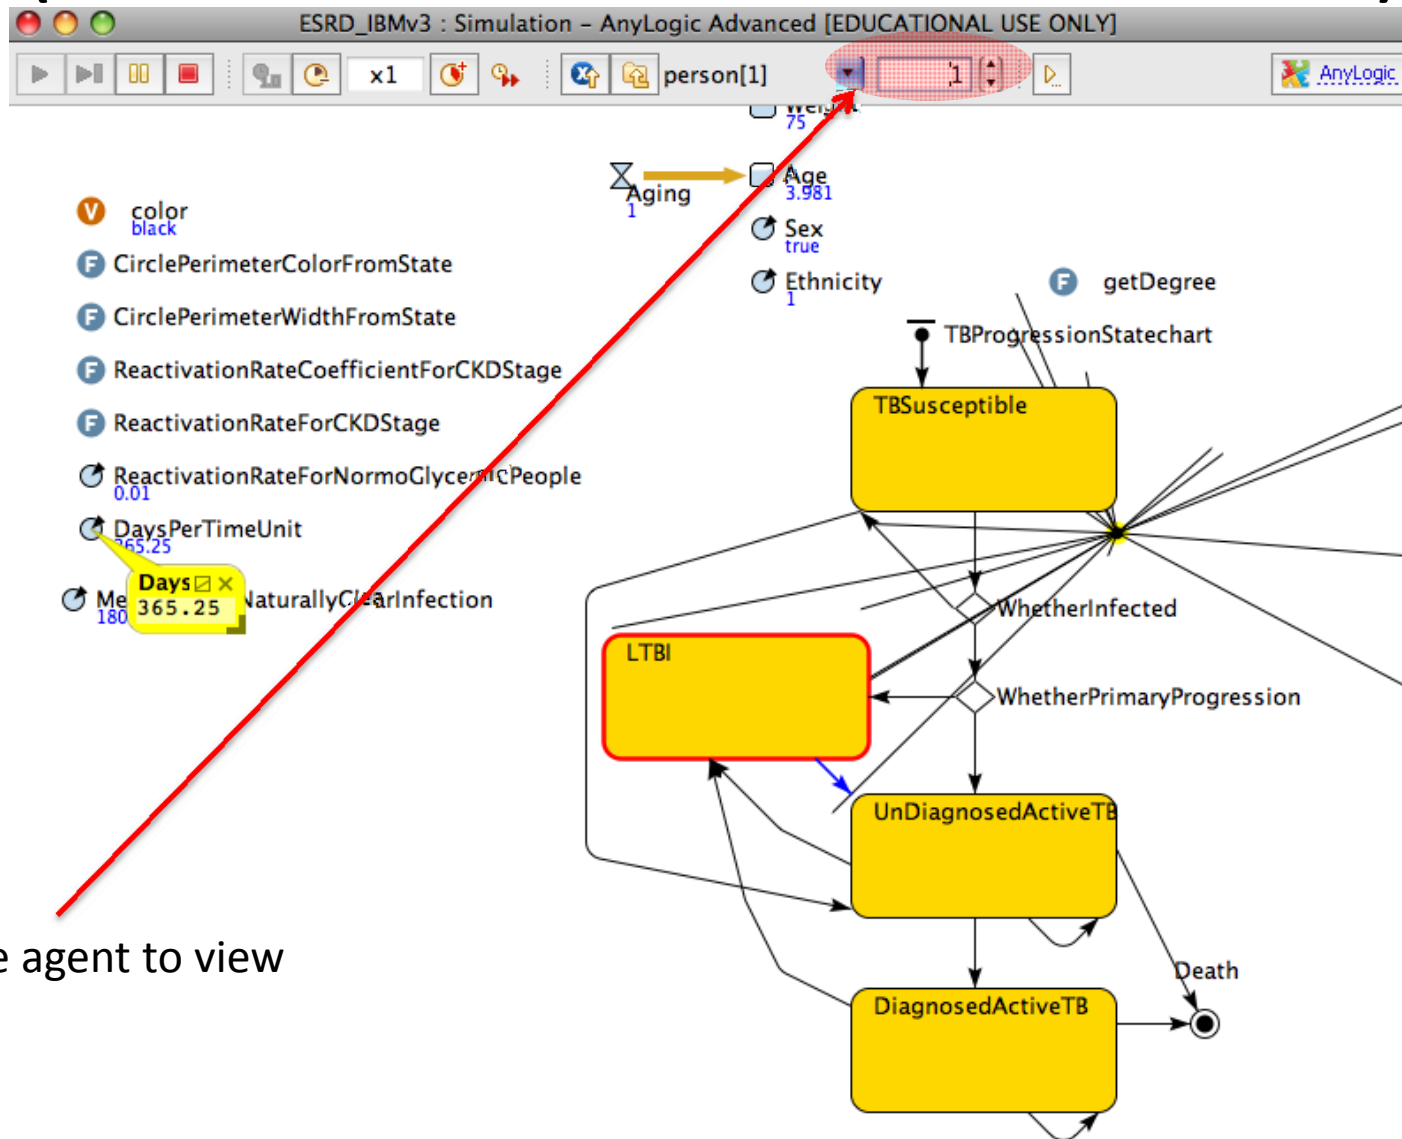 ESRD_IBMv3 : Simulation – AnyLogic Advanced [EDUCATIONAL USE ONLY]
x1 person[1] 1 AnyLogic
Weight
75
Aging
1
Age
3.981
Sex
true
Ethnicity
1
color
black
CirclePerimeterColorFromState
CirclePerimeterWidthFromState
ReactivationRateCoefficientForCKDStage
ReactivationRateForCKDStage
ReactivationRateForNormoGlycemicPeople
0.01
DaysPerTimeUnit
365.25
Days
365.25
NaturallyClearInfection
180
getDegree
TBProgressionStatechart
TBSusceptible
WhetherInfected
LTBI
WhetherPrimaryProgression
UnDiagnosedActiveTB
Death
DiagnosedActiveTB
e agent to view